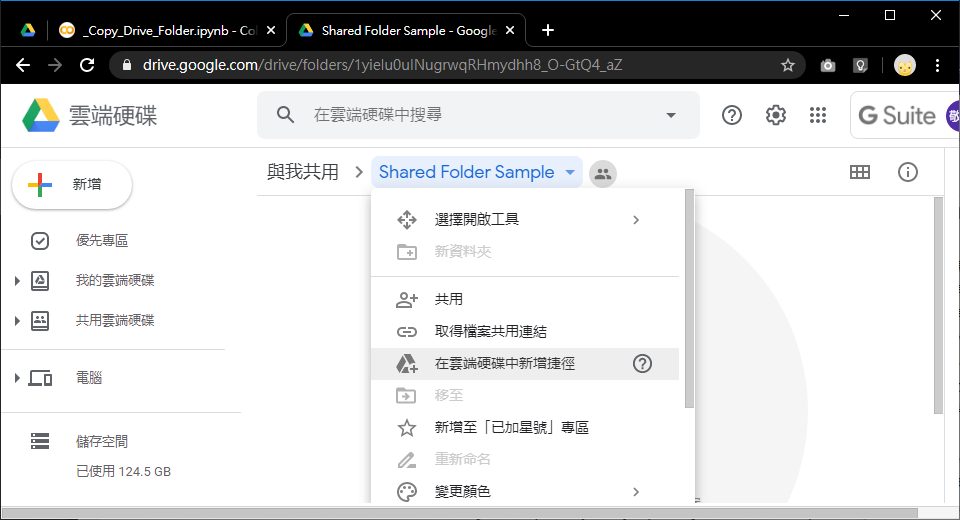 _Copy_Drive_Folder.ipynb - Co
Shared Folder Sample - Google
drive.google.com/drive/folders/1yielu0ulNugrwqRHmydhh8_O-GtQ4_aZ
雲端硬碟
在雲端硬碟中搜尋
G Suite
敬
新增
與我共用
Shared Folder Sample
優先專區
我的雲端硬碟
共用雲端硬碟
電腦
儲存空間
已使用 124.5 GB
選擇開啟工具
新資料夾
共用
取得檔案共用連結
在雲端硬碟中新增捷徑
移至
新增至「已加星號」專區
重新命名
變更顏色